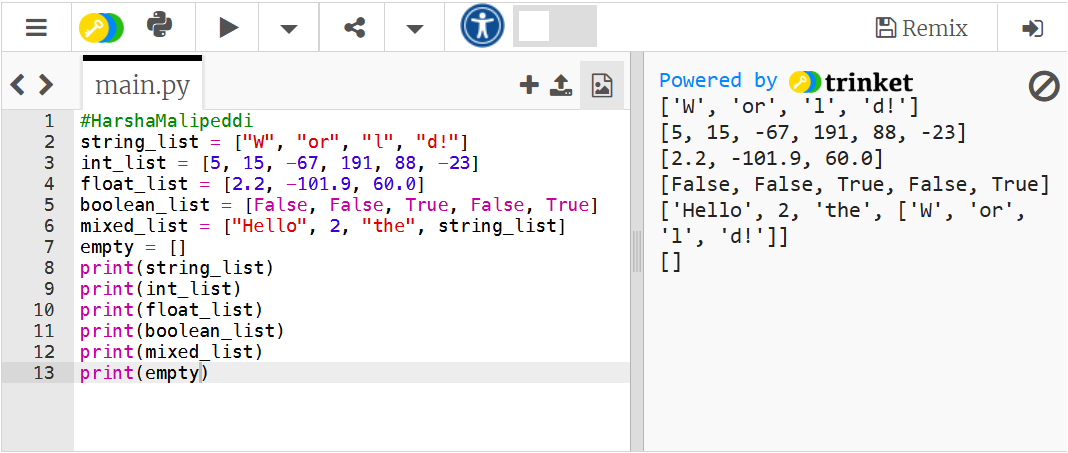 Remix
main.py
1 #HarshaMalipeddi
2 string_list = ["W", "or", "l", "d!"]
3 int_list = [5, 15, -67, 191, 88, -23]
4 float_list = [2.2, -101.9, 60.0]
5 boolean_list = [False, False, True, False, True]
6 mixed_list = ["Hello", 2, "the", string_list]
7 empty = []
8 print(string_list)
9 print(int_list)
10 print(float_list)
11 print(boolean_list)
12 print(mixed_list)
13 print(empty)
Powered by trinket
['W', 'or', 'l', 'd!']
[5, 15, -67, 191, 88, -23]
[2.2, -101.9, 60.0]
[False, False, True, False, True]
['Hello', 2, 'the', ['W', 'or',
'l', 'd!']]
[]